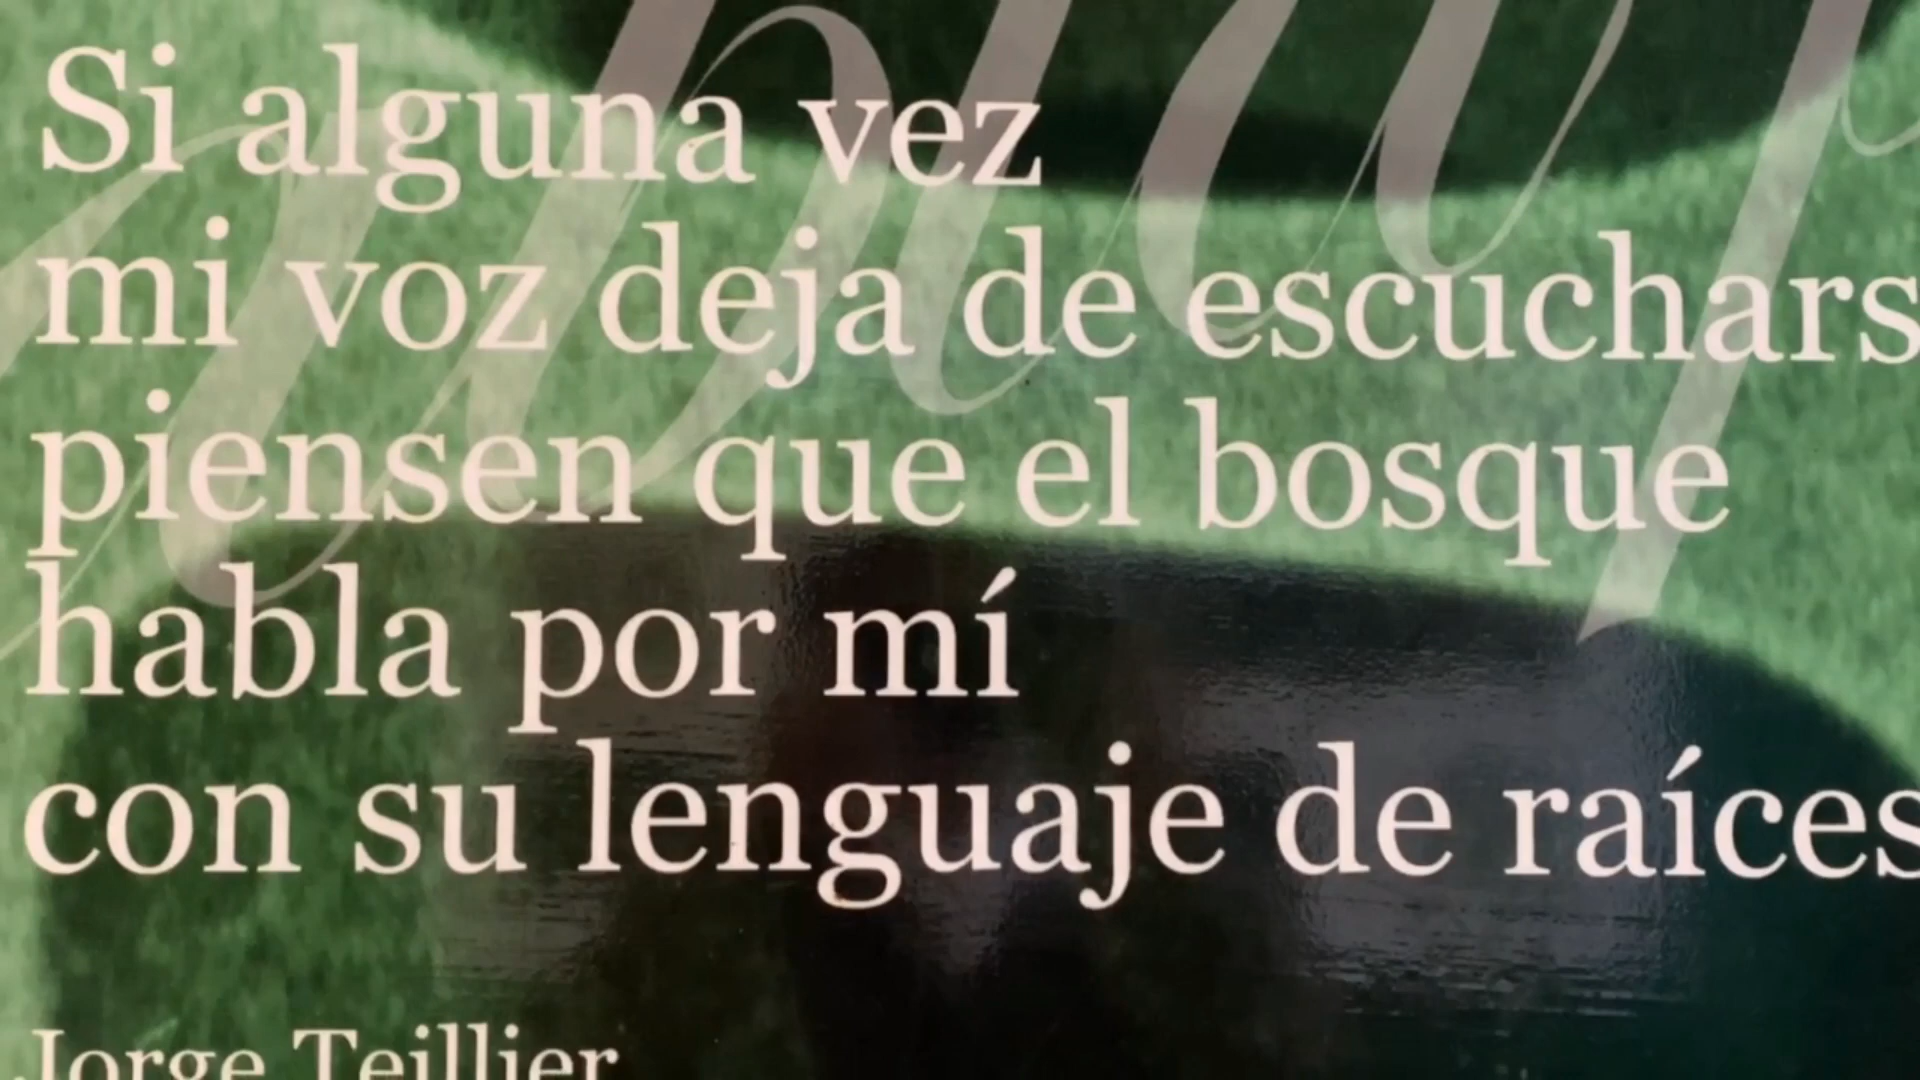 Si alguna vez
mi voz deja de escuchars
piensen que el bosque
habla por mí
con su lenguaje de raíces
Jorge Teillier